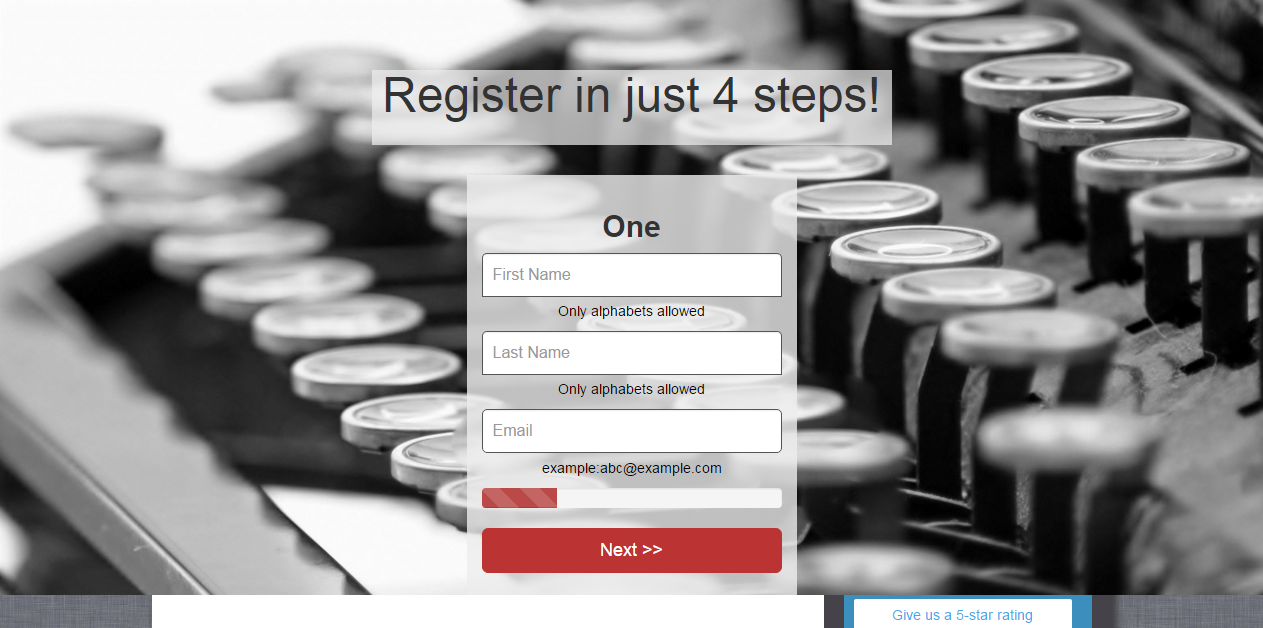 Register in just 4 steps!
One
First Name
Only alphabets allowed
Last Name
Only alphabets allowed
Email
example:abc@example.com
Next >>
Give us a 5-star rating